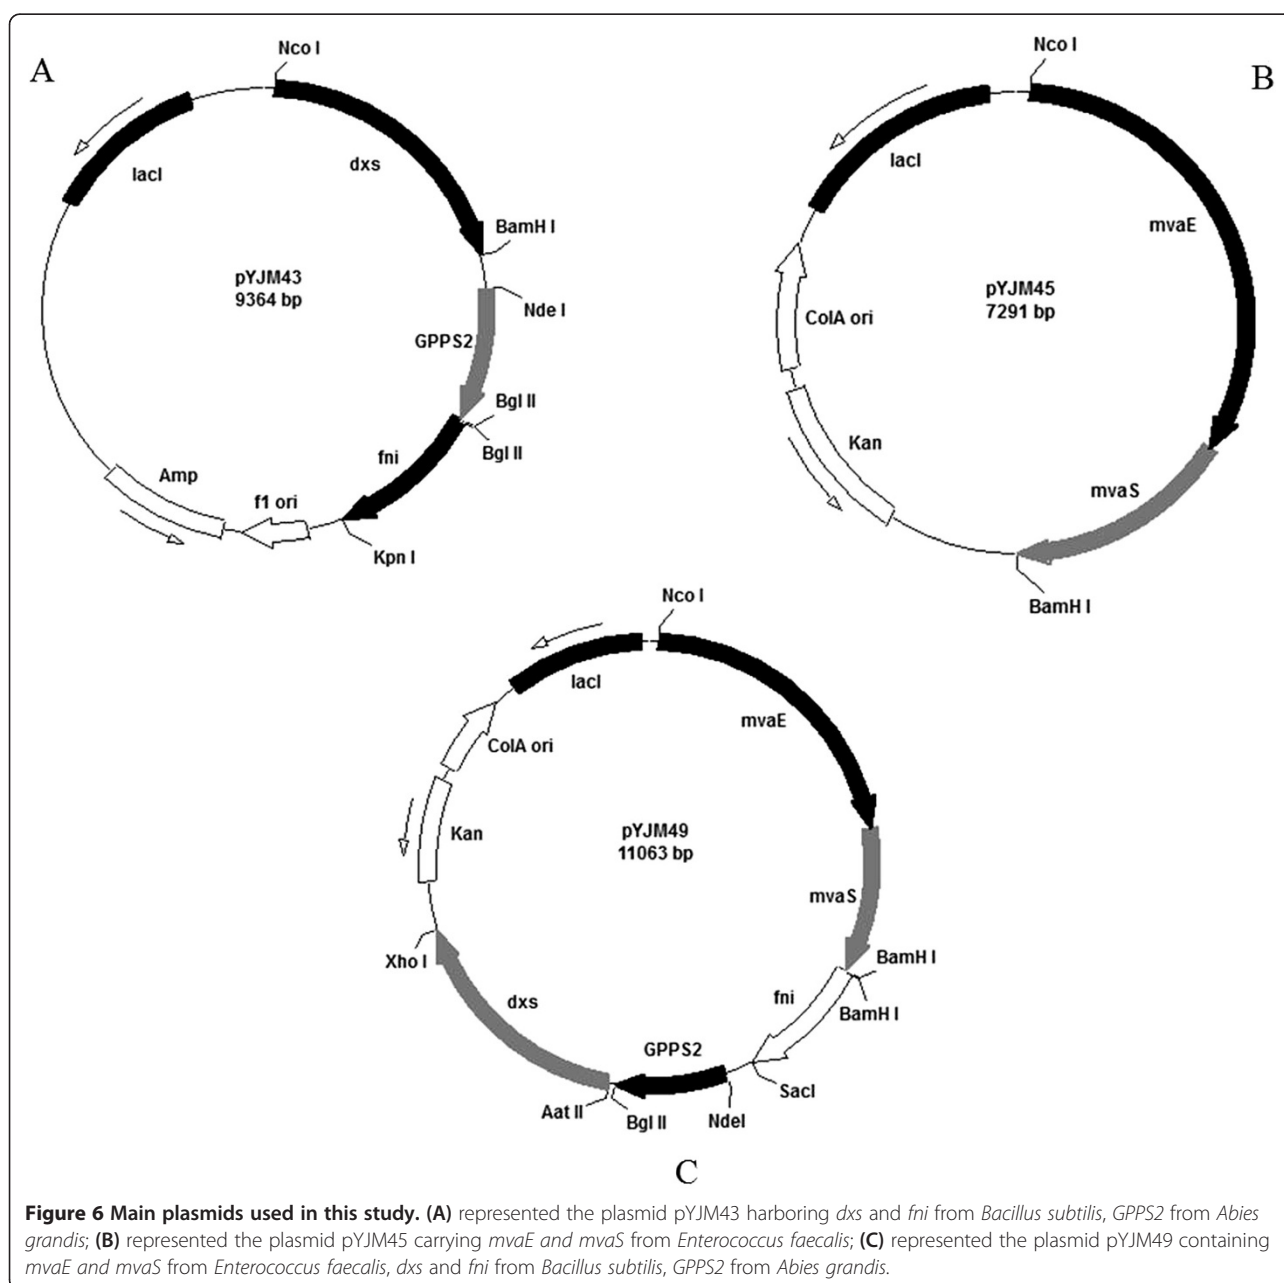 A
Nco I
lacI
dxs
BamH I
pYJM43
9364 bp
Nde I
GPPS2
Bgl II
Bgl II
fni
Amp
f1 ori
Kpn I
B
Nco I
lacI
mvaE
pYJM45
7291 bp
ColA ori
Kan
mvaS
BamH I
Nco I
lacI
mvaE
ColA ori
Kan
pYJM49
11063 bp
mvaS
BamH I
BamH I
fni
Xho I
dxs
GPPS2
SacI
Aat II
Bgl II
NdeI
C
Figure 6 Main plasmids used in this study. (A) represented the plasmid pYJM43 harboring dxs and fni from Bacillus subtilis, GPPS2 from Abies
grandis; (B) represented the plasmid pYJM45 carrying mvaE and mvaS from Enterococcus faecalis; (C) represented the plasmid pYJM49 containing
mvaE and mvaS from Enterococcus faecalis, dxs and fni from Bacillus subtilis, GPPS2 from Abies grandis.